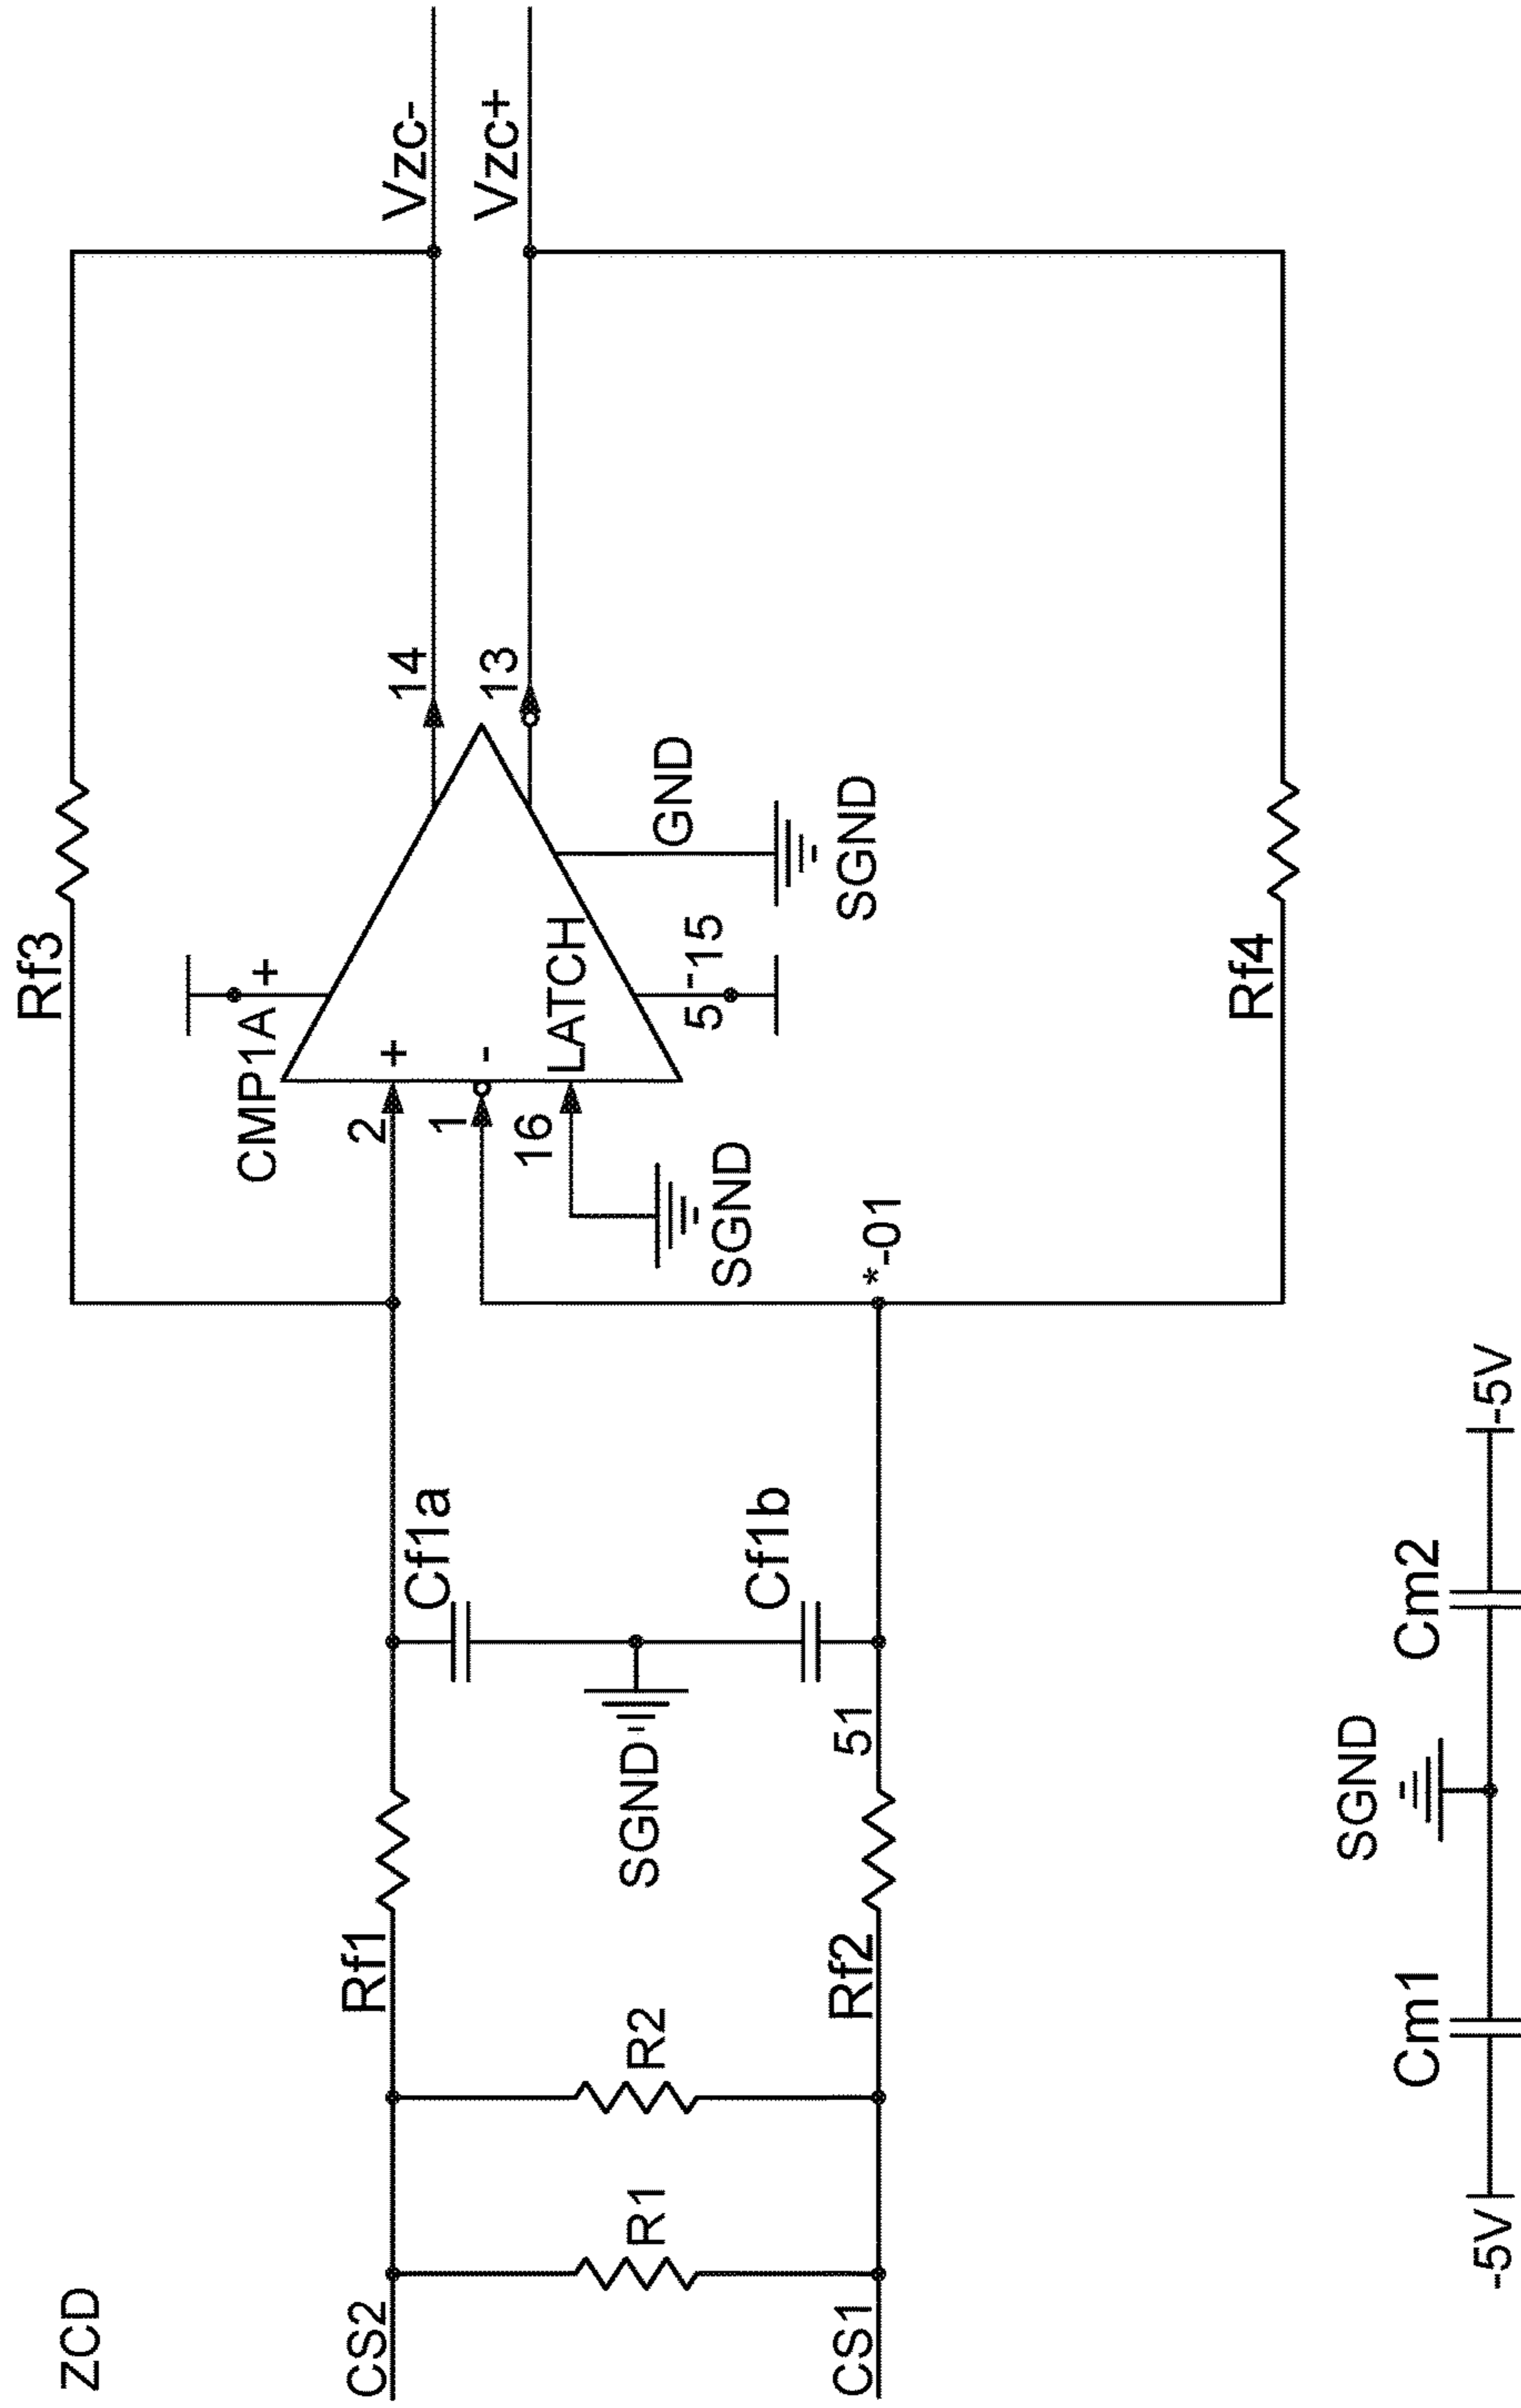 ZCD
Rf3
Vzc-
Vzc+
CMP1A
+
14
13
2
+
1
-
16
LATCH
GND
SGND
5
-
15
SGND
CS2
Rf1
Cf1a
R1
R2
SGND
Cf1b
CS1
Rf2
51
*-01
Rf4
SGND
-5V
Cm1
Cm2
-5V